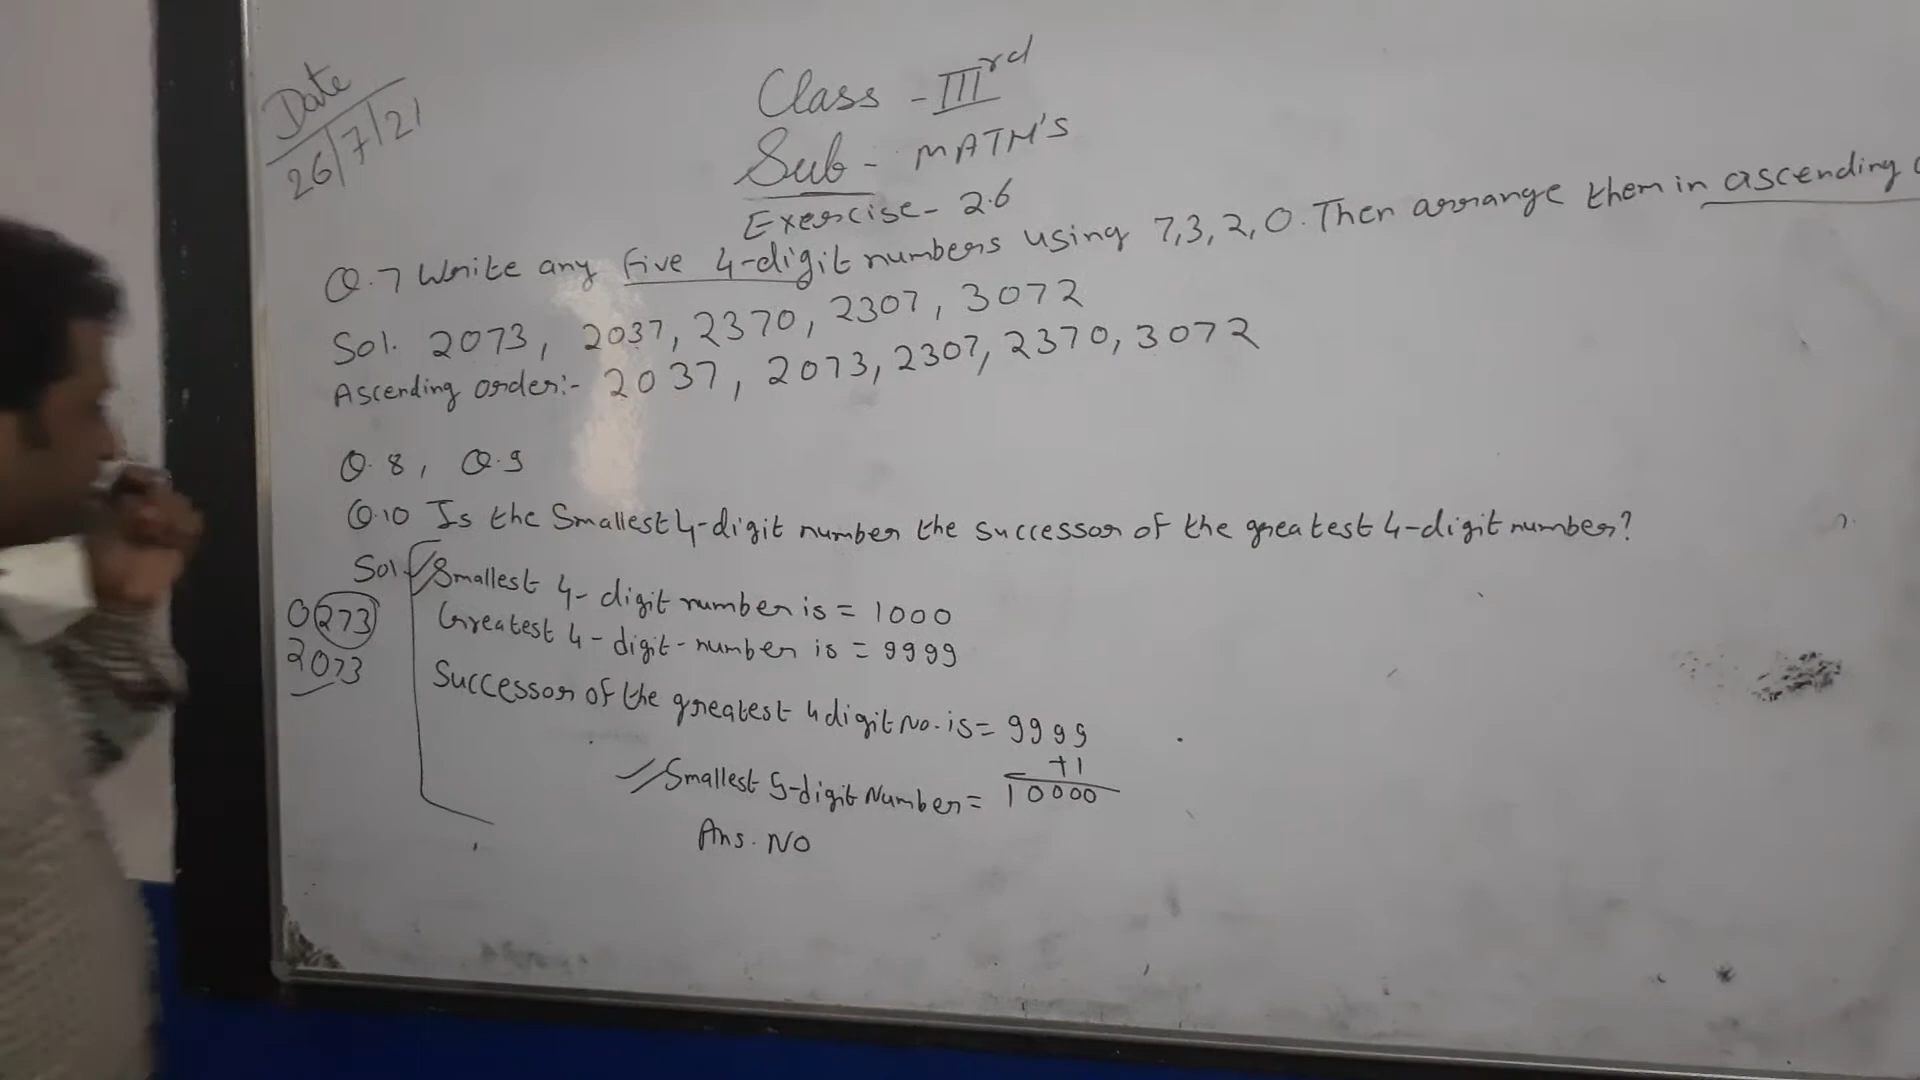 Date
26/7/21
Class - IIIrd
Sub - MATH'S
Exercise - 2.6
Q.7 Write any five 4-digit numbers using 7,3,2,0. Then arrange them in ascending
Sol. 2073, 2037, 2370, 2307, 3072
Ascending order:- 2037, 2073, 2307, 2370, 3072
Q.8, Q.9
Q.10 Is the Smallest 4-digit number the successor of the greatest 4-digit number?
Sol. Smallest 4-digit number is = 1000
Greatest 4-digit-number is = 9999
Successor of the greatest 4digit No. is = 9999
+1
Smallest 5-digit Number = 10000
Ans. NO
0273
2073